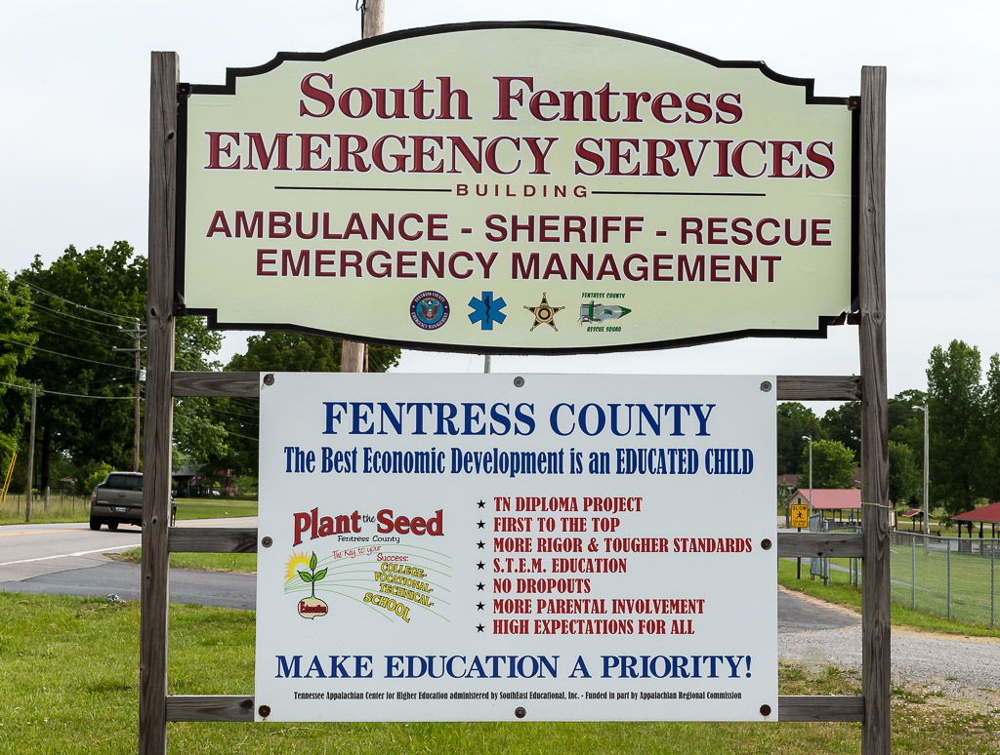 South Fentress
EMERGENCY SERVICES
BUILDING
AMBULANCE - SHERIFF - RESCUE
EMERGENCY MANAGEMENT
FENTRESS COUNTY
RESCUE SQUAD
FENTRESS COUNTY
The Best Economic Development is an EDUCATED CHILD
Plant the Seed
Fentress County
The Key to your
Success:
COLLEGE-
VOCATIONAL-
TECHNICAL-
SCHOOL
Education
★ TN DIPLOMA PROJECT
★ FIRST TO THE TOP
★ MORE RIGOR & TOUGHER STANDARDS
★ S.T.E.M. EDUCATION
★ NO DROPOUTS
★ MORE PARENTAL INVOLVEMENT
★ HIGH EXPECTATIONS FOR ALL
MAKE EDUCATION A PRIORITY!
Tennessee Appalachian Center for Higher Education administered by SouthEast Educational, Inc. - Funded in part by Appalachian Regional Commission
SLOW